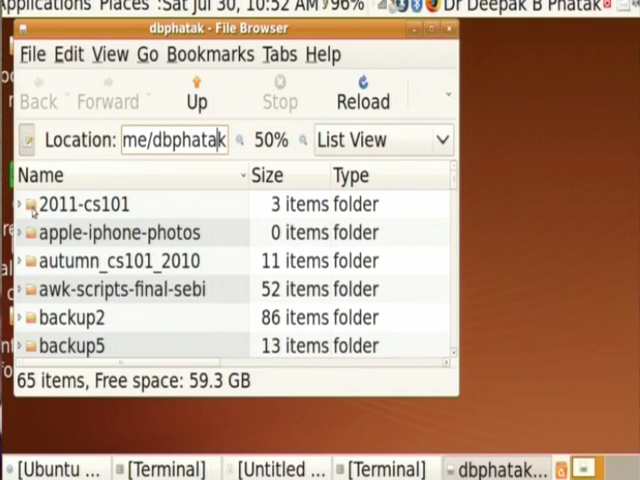 Applications Places :Sat Jul 30, 10:52 AM 96% Dr Deepak B Phatak
dbphatak - File Browser
File Edit View Go Bookmarks Tabs Help
Back Forward Up Stop Reload
Location: me/dbphatak 50% List View
Name Size Type
2011-cs101 3 items folder
apple-iphone-photos 0 items folder
autumn_cs101_2010 11 items folder
awk-scripts-final-sebi 52 items folder
backup2 86 items folder
backup5 13 items folder
65 items, Free space: 59.3 GB
[Ubuntu ... [Terminal] [Untitled ... [Terminal] dbphatak...